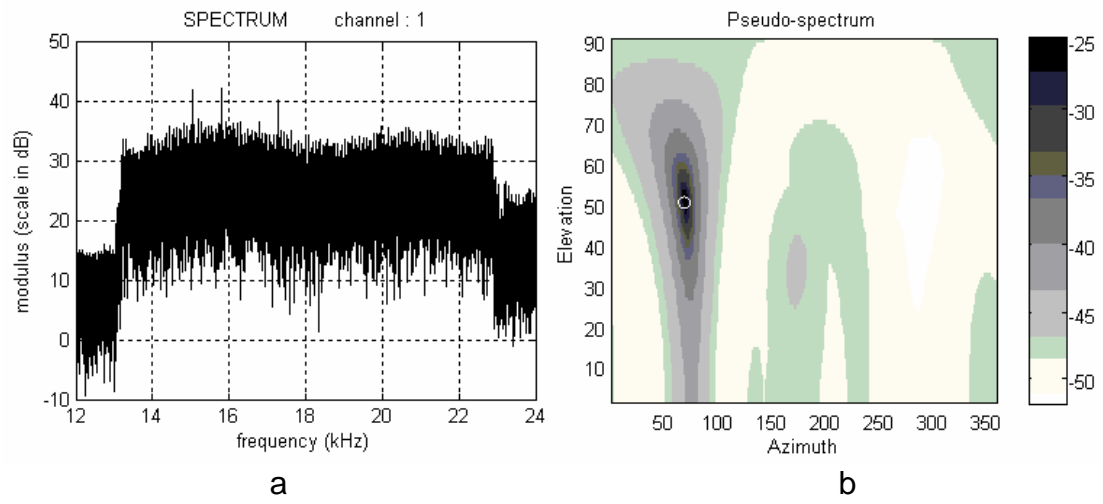 SPECTRUM channel : 1
50
40
30
20
10
0
-10
modulus (scale in dB)
12 14 16 18 20 22 24
frequency (kHz)
a
Pseudo-spectrum
90
80
70
60
50
40
30
20
10
Elevation
50 100 150 200 250 300 350
Azimuth
-25
-30
-35
-40
-45
-50
b